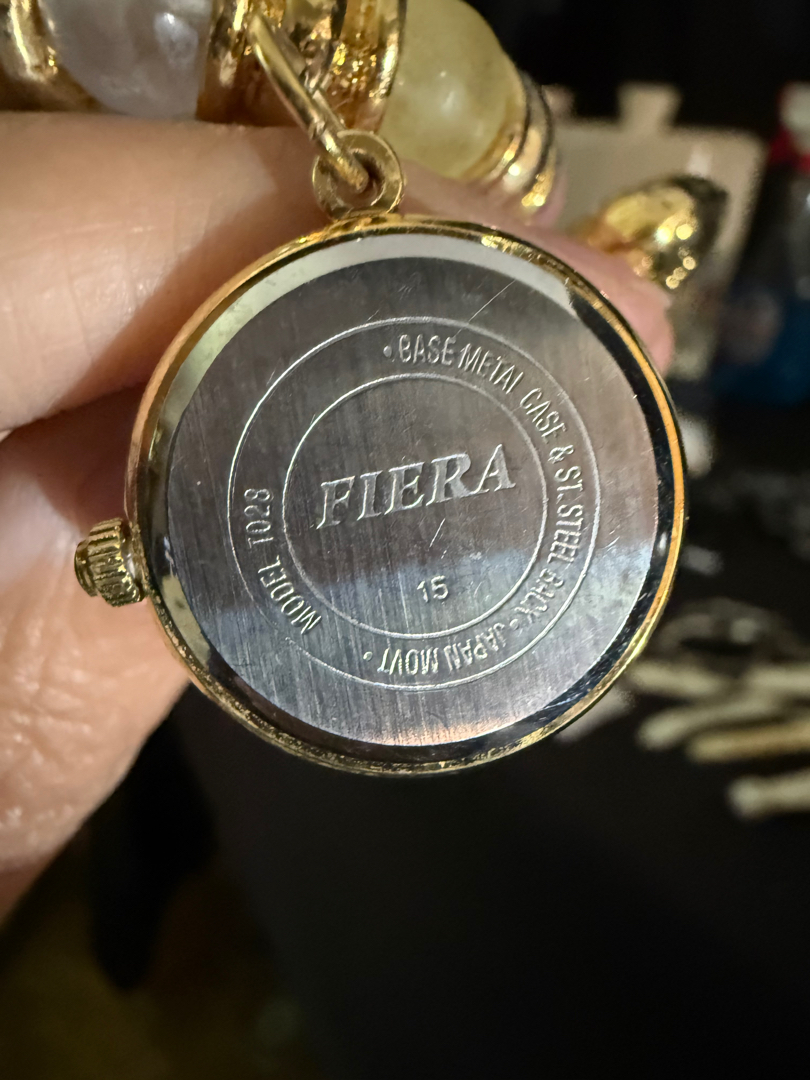 FIERA
15
MODEL T028
• BASE METAL CASE & ST. STEEL BACK • JAPAN MOVT •